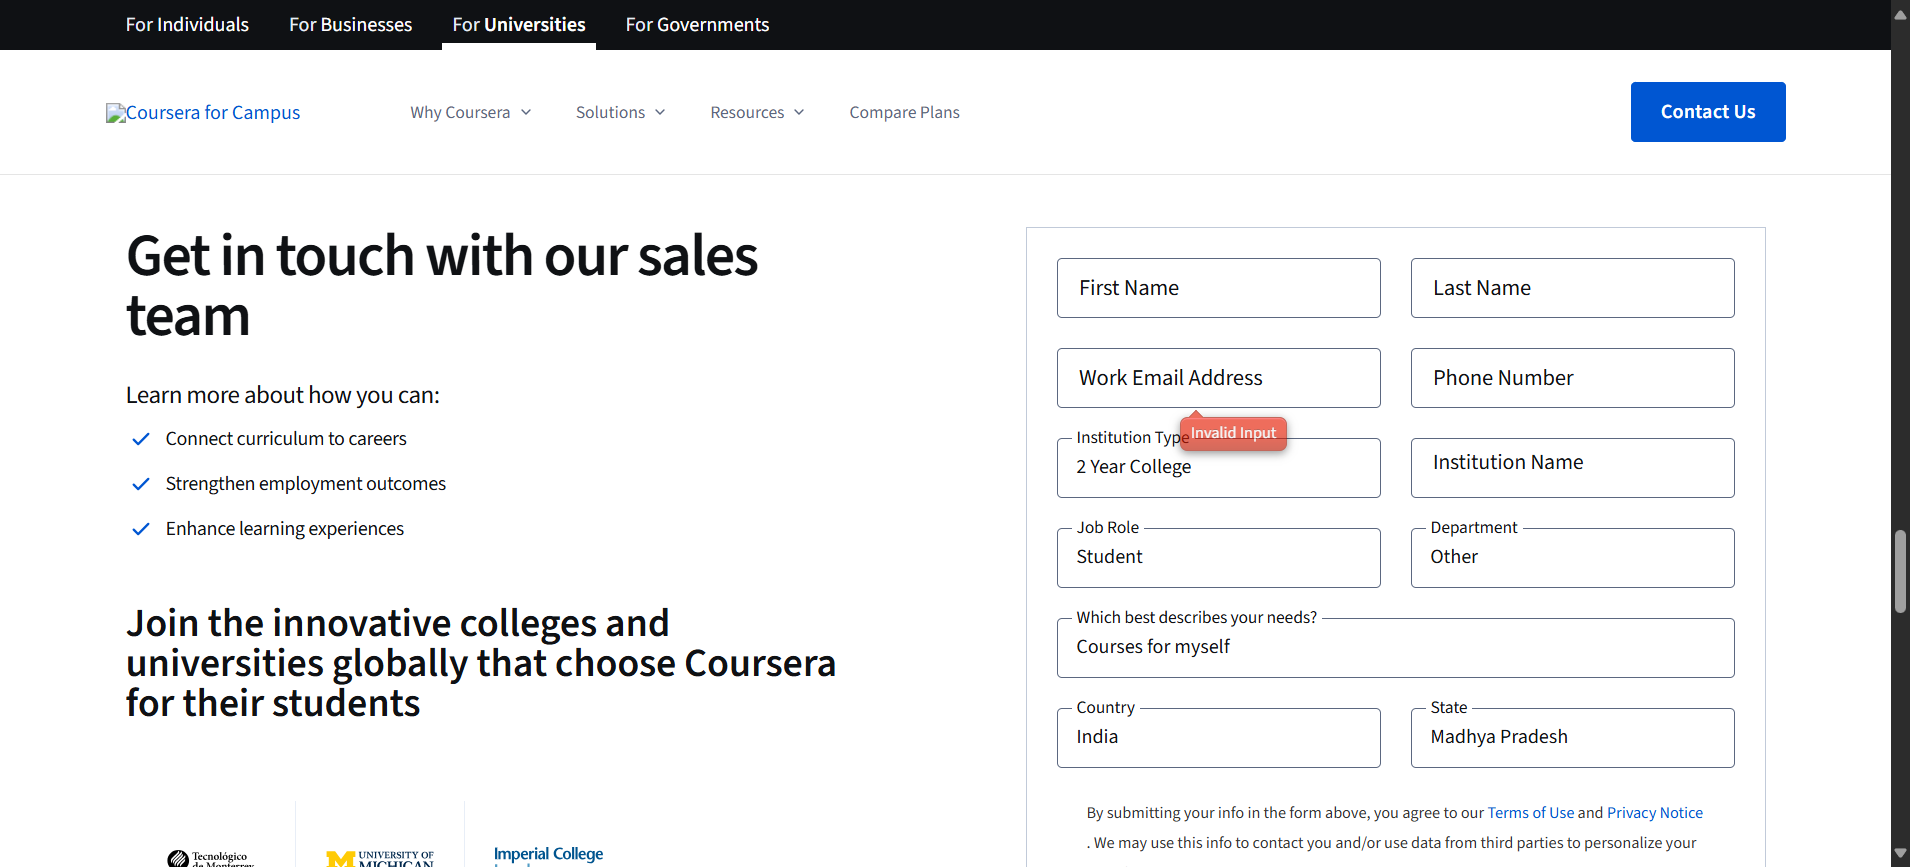 For Individuals For Businesses For Universities For Governments
Coursera for Campus Why Coursera Solutions Resources Compare Plans Contact Us
Get in touch with our sales
team
Learn more about how you can:
Connect curriculum to careers
Strengthen employment outcomes
Enhance learning experiences
Join the innovative colleges and
universities globally that choose Coursera
for their students
Tecnológico
de Monterrey
UNIVERSITY OF
MICHIGAN
Imperial College
First Name Last Name
Work Email Address Phone Number
Invalid Input
Institution Type
2 Year College Institution Name
Job Role Department
Student Other
Which best describes your needs?
Courses for myself
Country State
India Madhya Pradesh
By submitting your info in the form above, you agree to our Terms of Use and Privacy Notice
. We may use this info to contact you and/or use data from third parties to personalize your